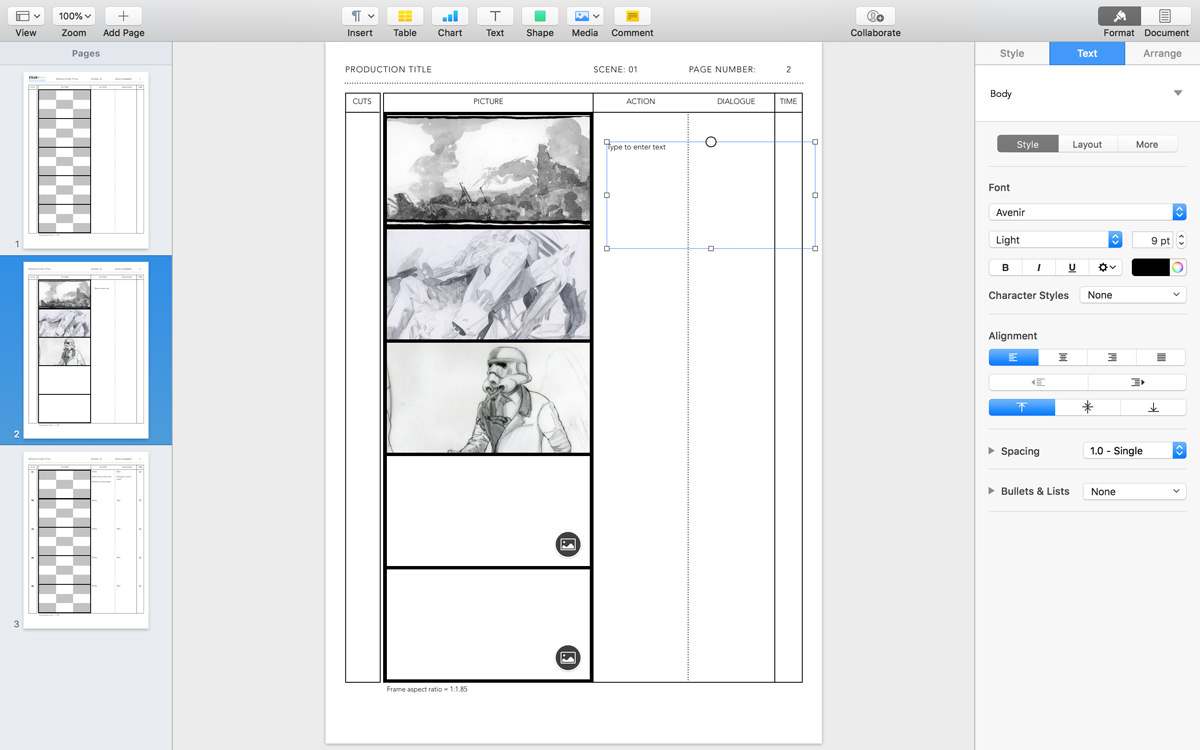 View
100%
Zoom
Add Page
Insert
Table
Chart
Text
Shape
Media
Comment
Collaborate
Format
Document
Pages
1
2
3
PRODUCTION TITLE SCENE: 01 PAGE NUMBER: 2
CUTS PICTURE ACTION DIALOGUE TIME
Type to enter text
Frame aspect ratio = 1:1.85
Style Text Arrange
Body
Style Layout More
Font
Avenir
Light 9 pt
B I U
Character Styles None
Alignment
Spacing 1.0 - Single
Bullets & Lists None